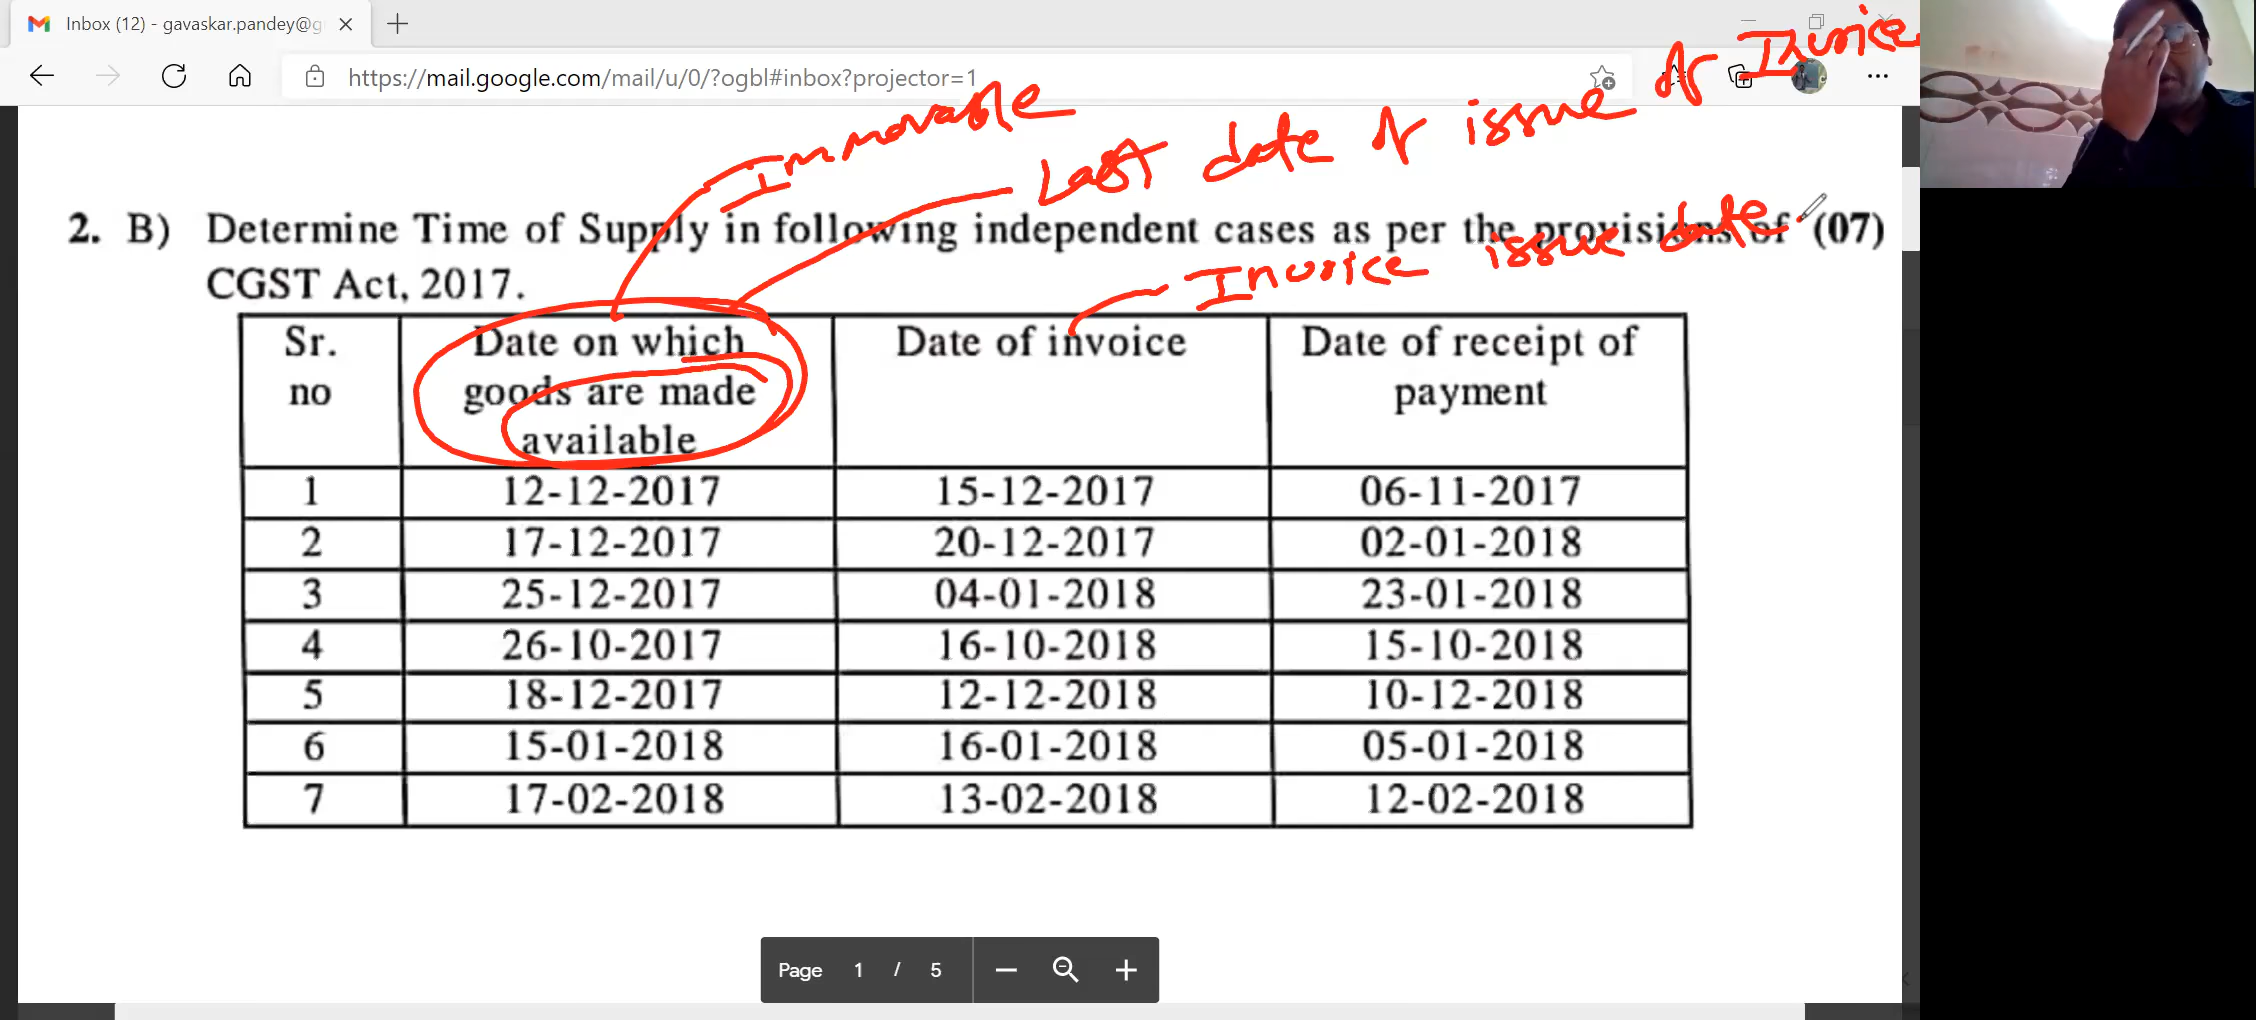 Inbox (12) - gavaskar.pandey@g
https://mail.google.com/mail/u/0/?ogbl#inbox?projector=1
Immovable
Last date of issue of Invoice
2. B) Determine Time of Supply in following independent cases as per the provisions of (07)
CGST Act, 2017.
Invoice issue date
Sr. no | Date on which goods are made available | Date of invoice | Date of receipt of payment
1 | 12-12-2017 | 15-12-2017 | 06-11-2017
2 | 17-12-2017 | 20-12-2017 | 02-01-2018
3 | 25-12-2017 | 04-01-2018 | 23-01-2018
4 | 26-10-2017 | 16-10-2018 | 15-10-2018
5 | 18-12-2017 | 12-12-2018 | 10-12-2018
6 | 15-01-2018 | 16-01-2018 | 05-01-2018
7 | 17-02-2018 | 13-02-2018 | 12-02-2018
Page 1 / 5